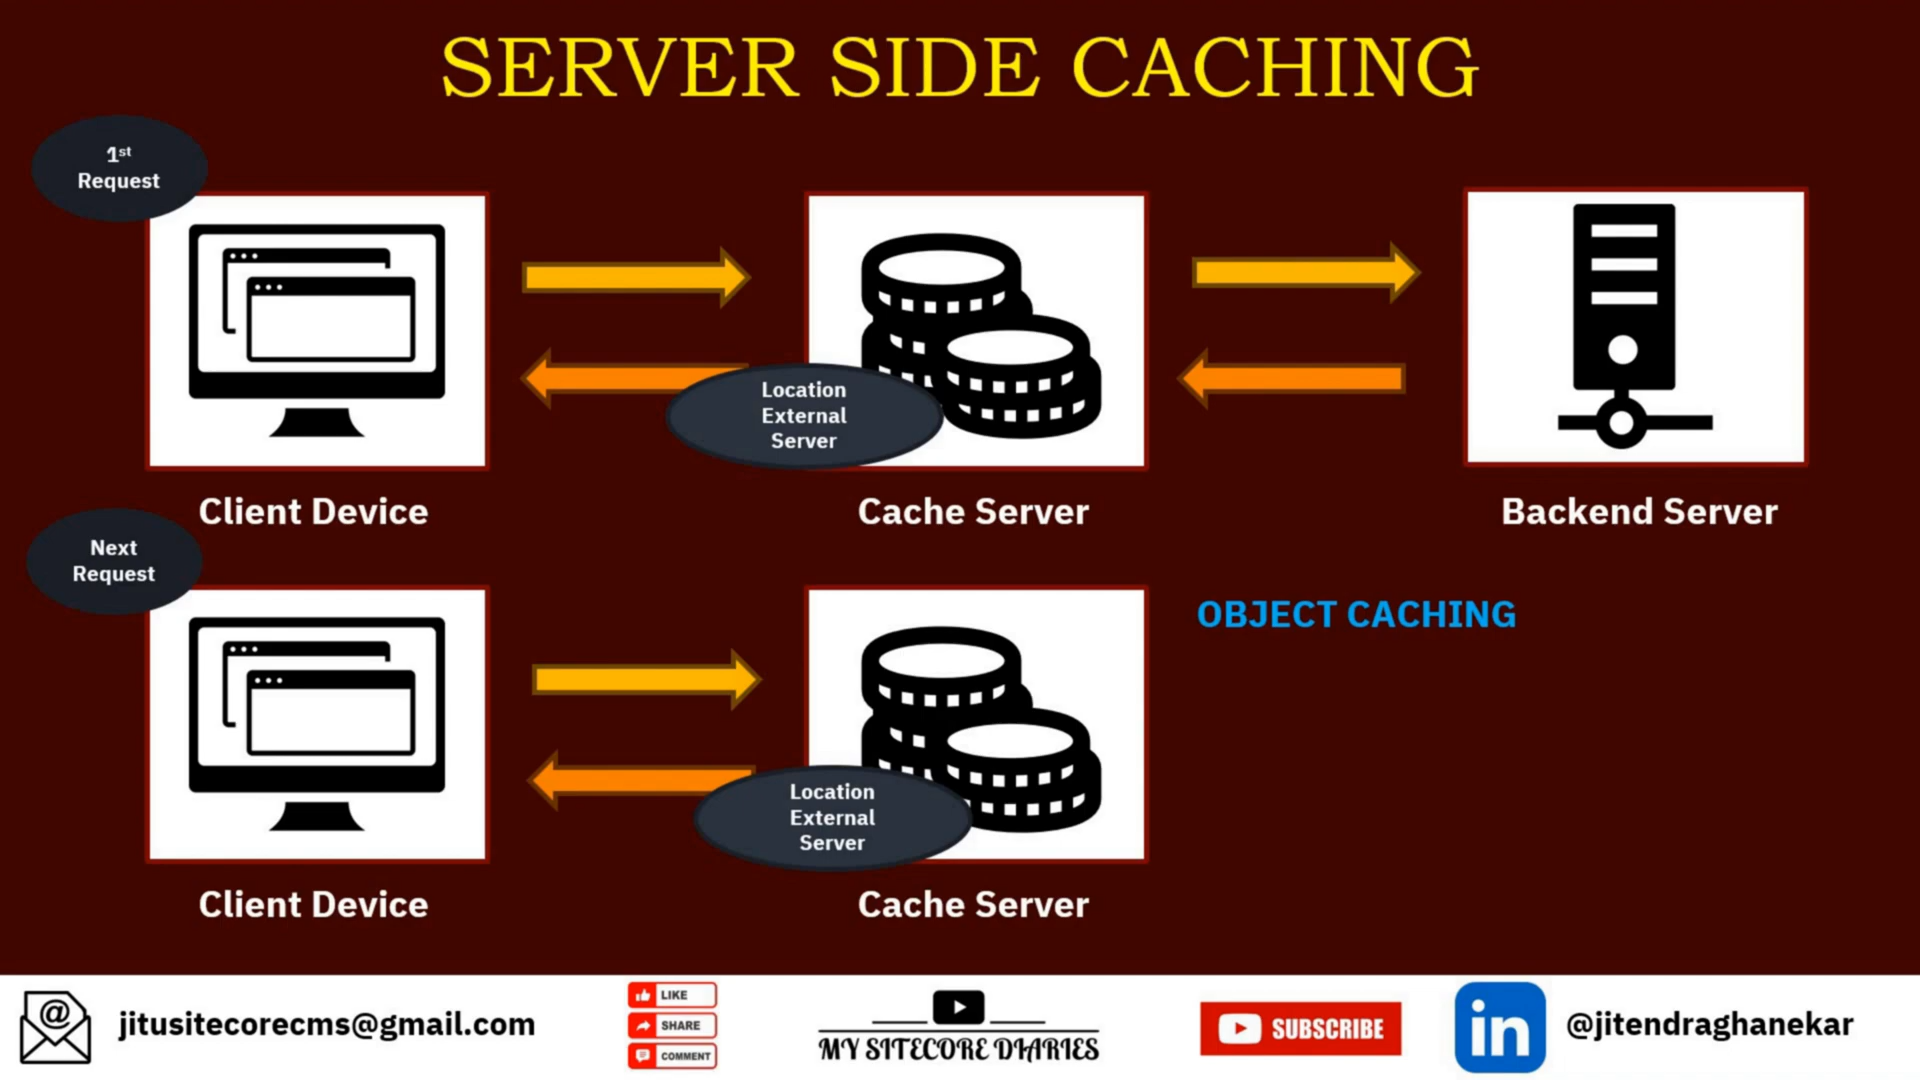 SERVER SIDE CACHING
1st
Request
Location
External
Server
Client Device
Cache Server
Backend Server
Next
Request
OBJECT CACHING
Location
External
Server
Client Device
Cache Server
@
jitusitecorecms@gmail.com
LIKE
SHARE
COMMENT
MY SITECORE DIARIES
SUBSCRIBE
in
@jitendraghanekar